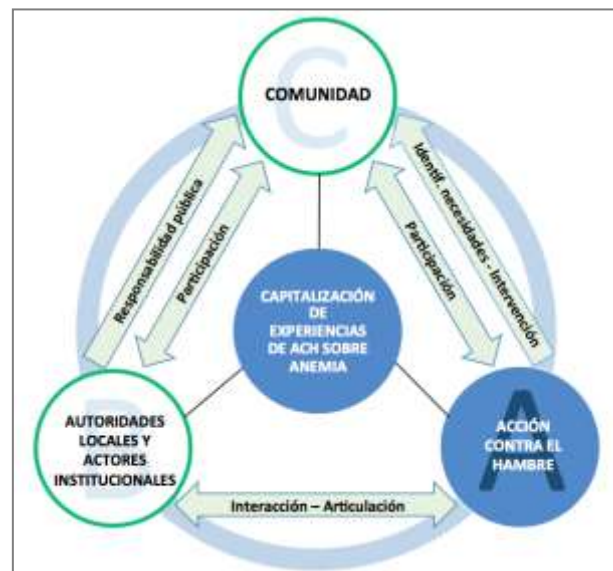 C
COMUNIDAD
Responsabilidad pública
Participación
Participación
Identif. necesidades - Intervención
CAPITALIZACIÓN
DE
EXPERIENCIAS
DE ACH SOBRE
ANEMIA
B
AUTORIDADES
LOCALES Y
ACTORES
INSTITUCIONALES
A
ACCIÓN
CONTRA EL
HAMBRE
Interacción – Articulación